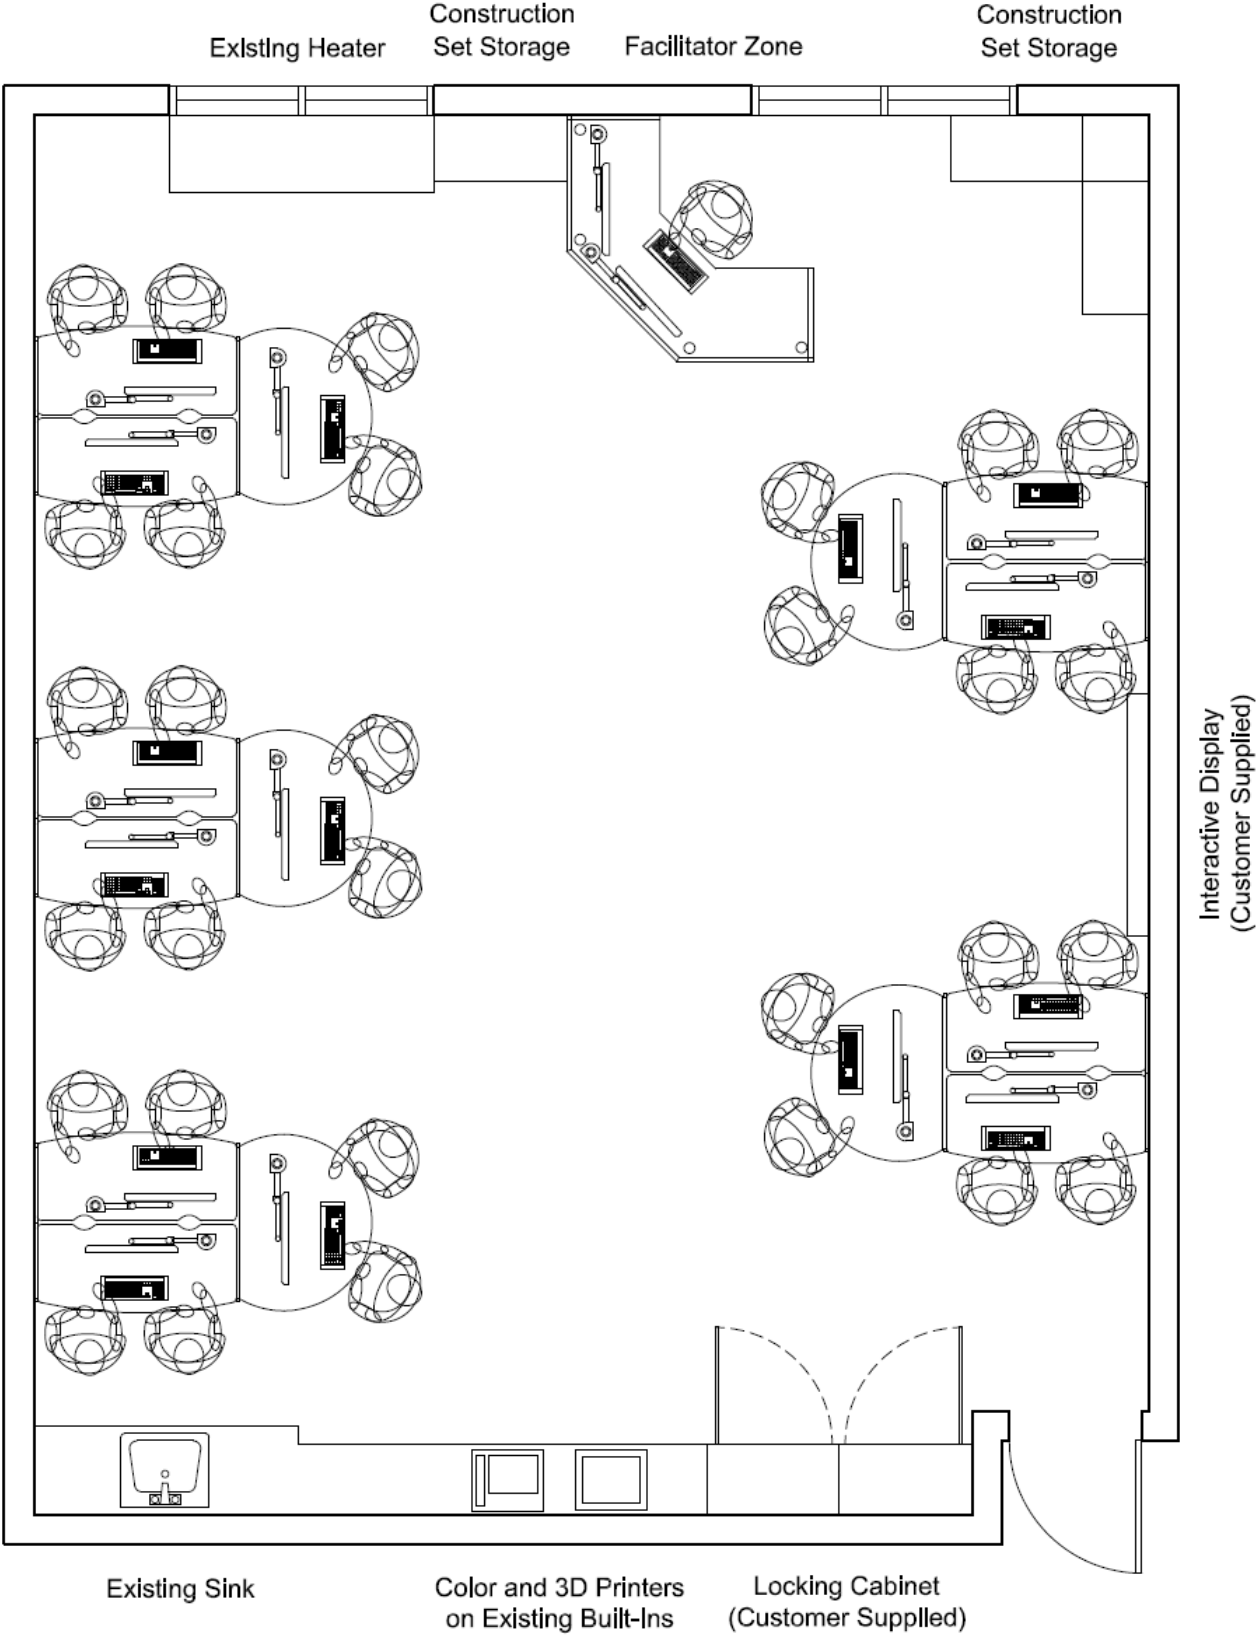 Existing Heater
Construction
Set Storage
Facilitator Zone
Construction
Set Storage
Interactive Display
(Customer Supplied)
Existing Sink
Color and 3D Printers
on Existing Built-Ins
Locking Cabinet
(Customer Supplied)